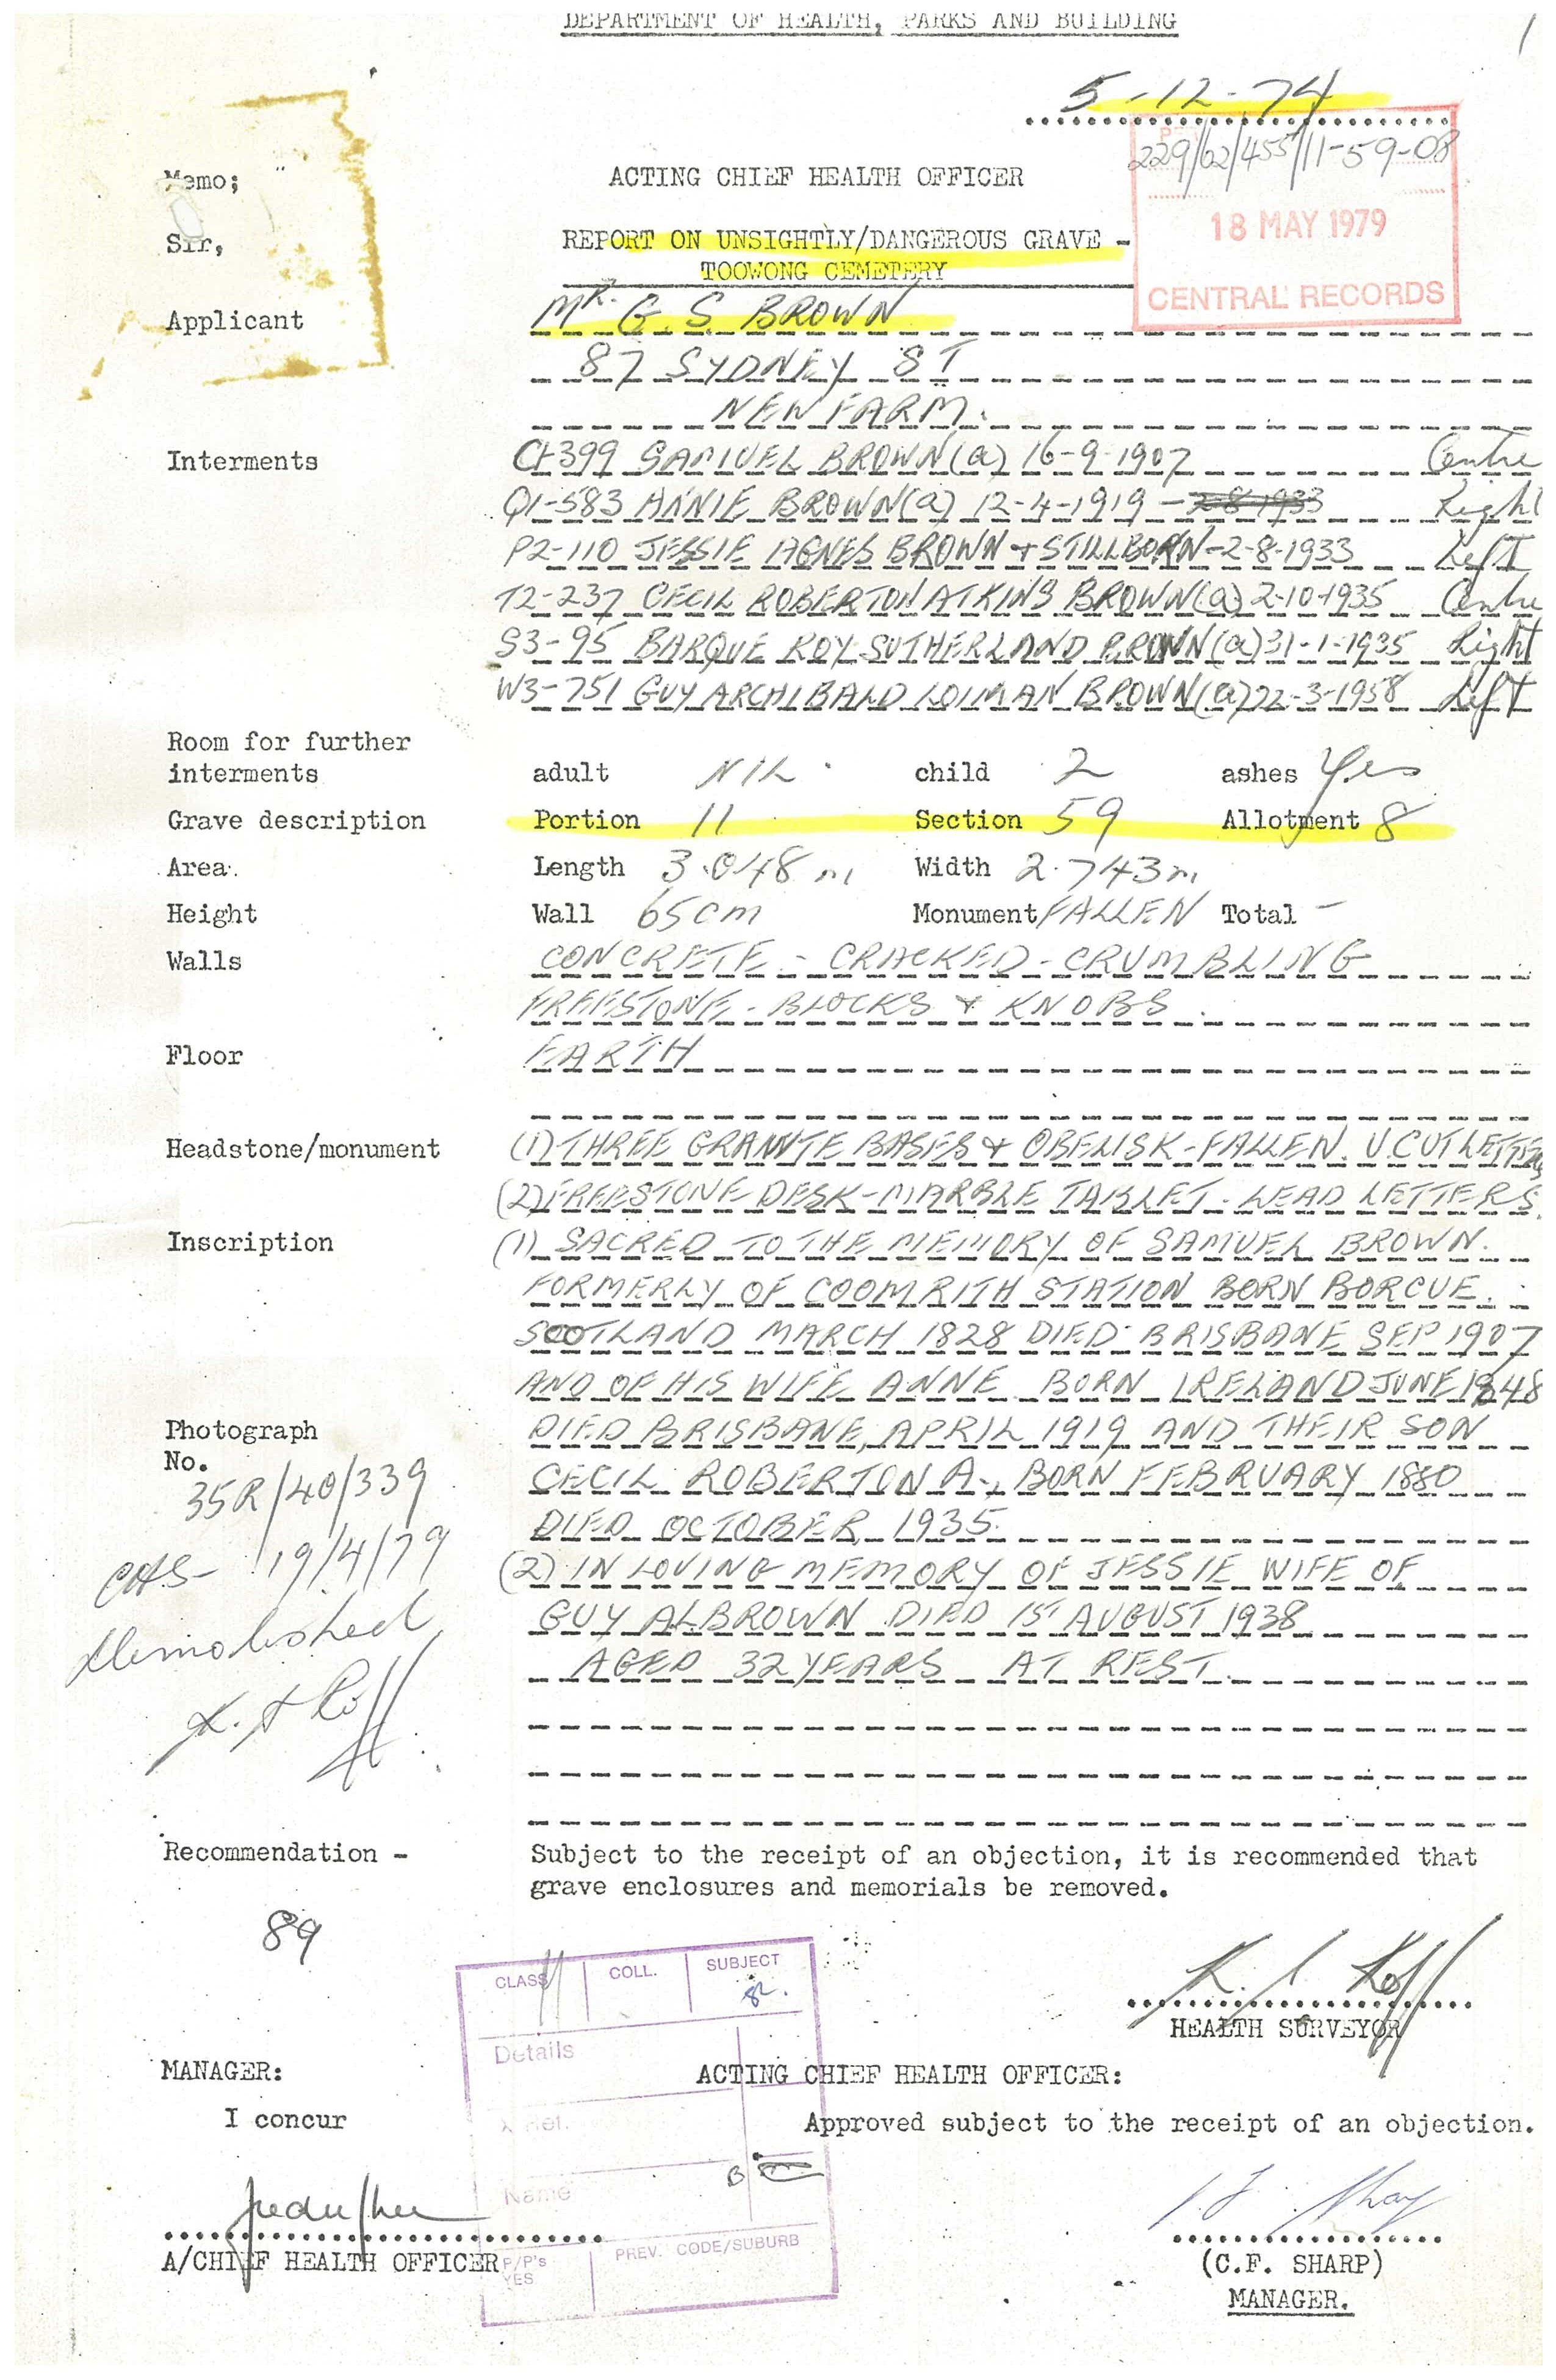 DEPARTMENT OF HEALTH, PARKS AND BUILDING
5-12-74
229/62/455/11-59-08
18 MAY 1979
CENTRAL RECORDS
Memo; ACTING CHIEF HEALTH OFFICER
Sir, REPORT ON UNSIGHTLY/DANGEROUS GRAVE -
TOOWONG CEMETERY
Applicant MR. G. S. BROWN
87 SYDNEY ST
NEW FARM.
Interments 399 SAMUEL BROWN (a) 16-9-1907 Centre
Q1-583 ANNIE BROWN (a) 12-4-1919 - 2-8-1933 Right
P2-110 JESSIE AGNES BROWN + STILLBORN - 2-8-1933 Left
T2-237 CECIL ROBERTON ATKINS BROWN (a) 2-10-1935 Centre
S3-95 BARQUE ROY SUTHERLAND BROWN (a) 31-1-1935 Right
W3-751 GUY ARCHIBALD LOIMAN BROWN (a) 22-3-1958 Left
Room for further
interments adult NIL child 2 ashes Yes
Grave description Portion 11 Section 59 Allotment 8
Area. Length 3.048 m Width 2.743m
Height Wall 65cm Monument FALLEN Total -
Walls CONCRETE - CRACKED - CRUMBLING
FREESTONE - BLOCKS & KNOBS
Floor EARTH
Headstone/monument (1) THREE GRANITE BASES & OBELISK - FALLEN. V.CUT LETTERS
(2) FREESTONE DESK - MARBLE TABLET - LEAD LETTERS.
Inscription (1) SACRED TO THE MEMORY OF SAMUEL BROWN.
FORMERLY OF COOMRITH STATION BORN BORCUE.
SCOTLAND MARCH 1828 DIED BRISBANE SEP 1907
AND OF HIS WIFE ANNE BORN IRELAND JUNE 1848
DIED BRISBANE, APRIL 1919 AND THEIR SON
CECIL ROBERTON A., BORN FEBRUARY 1880
DIED OCTOBER, 1935.
(2) IN LOVING MEMORY OF JESSIE WIFE OF
GUY ALBROWN DIED 1ST AUGUST 1938
AGED 32 YEARS AT REST.
Photograph
No.
35R/40/339
19/4/79
Demolished
Recommendation - Subject to the receipt of an objection, it is recommended that
grave enclosures and memorials be removed.
89
HEALTH SURVEYOR
CLASS COLL. SUBJECT
Details
X Ref.
Name
P/P's
YES
PREV. CODE/SUBURB
MANAGER: ACTING CHIEF HEALTH OFFICER:
I concur Approved subject to the receipt of an objection.
B
A/CHIEF HEALTH OFFICER (C.F. SHARP)
MANAGER.